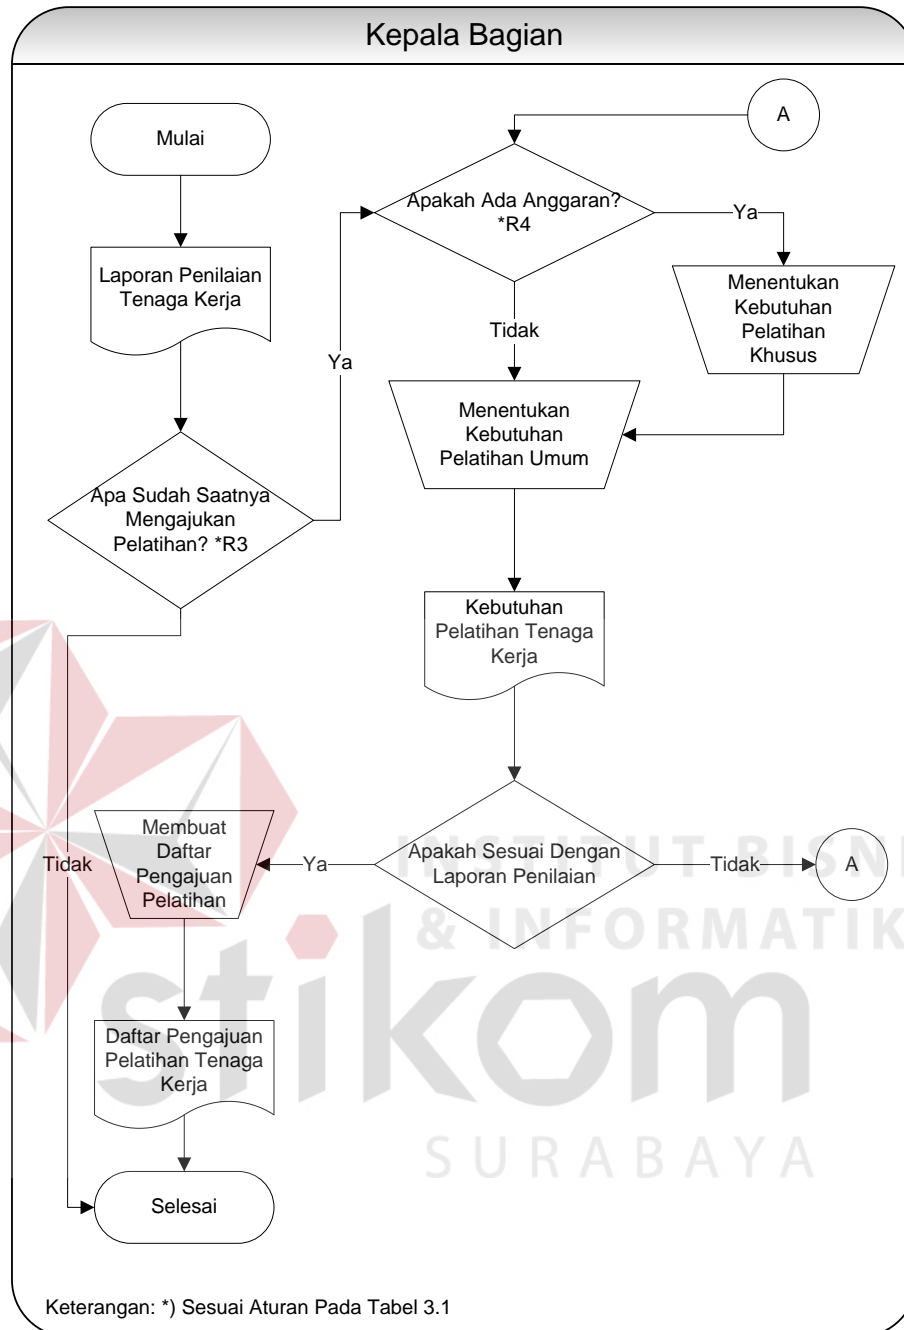 Kepala Bagian
Mulai
A
Apakah Ada Anggaran?
*R4
Ya
Laporan Penilaian
Tenaga Kerja
Menentukan
Kebutuhan
Pelatihan
Khusus
Tidak
Ya
Menentukan
Kebutuhan
Pelatihan Umum
Apa Sudah Saatnya
Mengajukan
Pelatihan? *R3
Kebutuhan
Pelatihan Tenaga
Kerja
Membuat
Daftar
Pengajuan
Pelatihan
Tidak
Ya
Apakah Sesuai Dengan
Laporan Penilaian
Tidak
A
INSTITUT BISNI
& INFORMATIK
stikom
SURABAYA
Daftar Pengajuan
Pelatihan Tenaga
Kerja
Selesai
Keterangan: *) Sesuai Aturan Pada Tabel 3.1